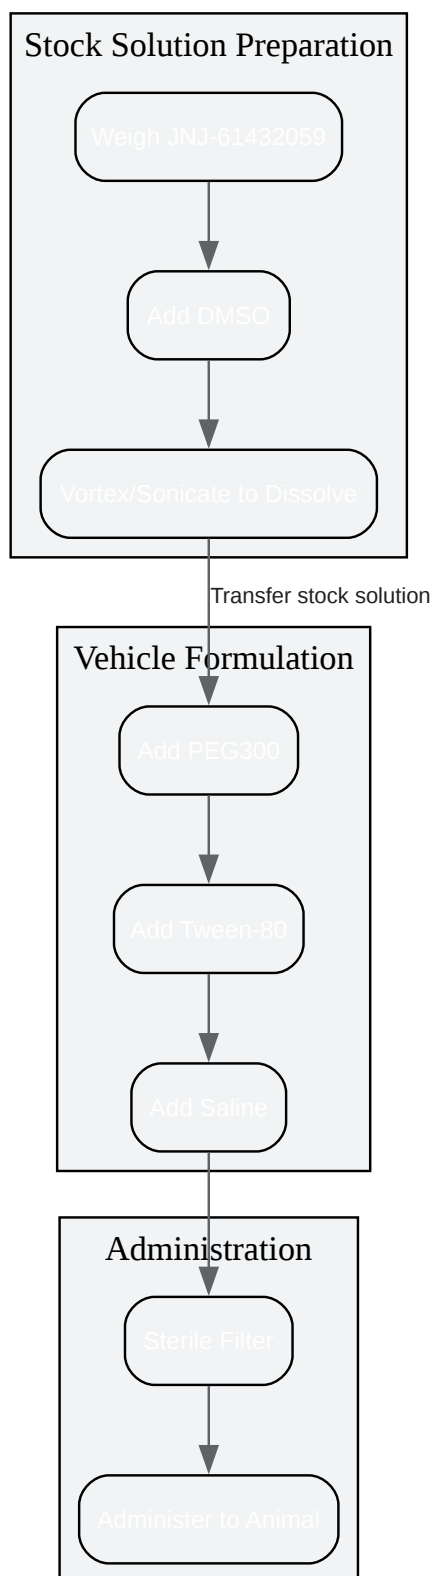 Stock Solution Preparation
Weigh JNJ-61432059
Add DMSO
Vortex/Sonicate to Dissolve
Transfer stock solution
Vehicle Formulation
Add PEG300
Add Tween-80
Add Saline
Administration
Sterile Filter
Administer to Animal